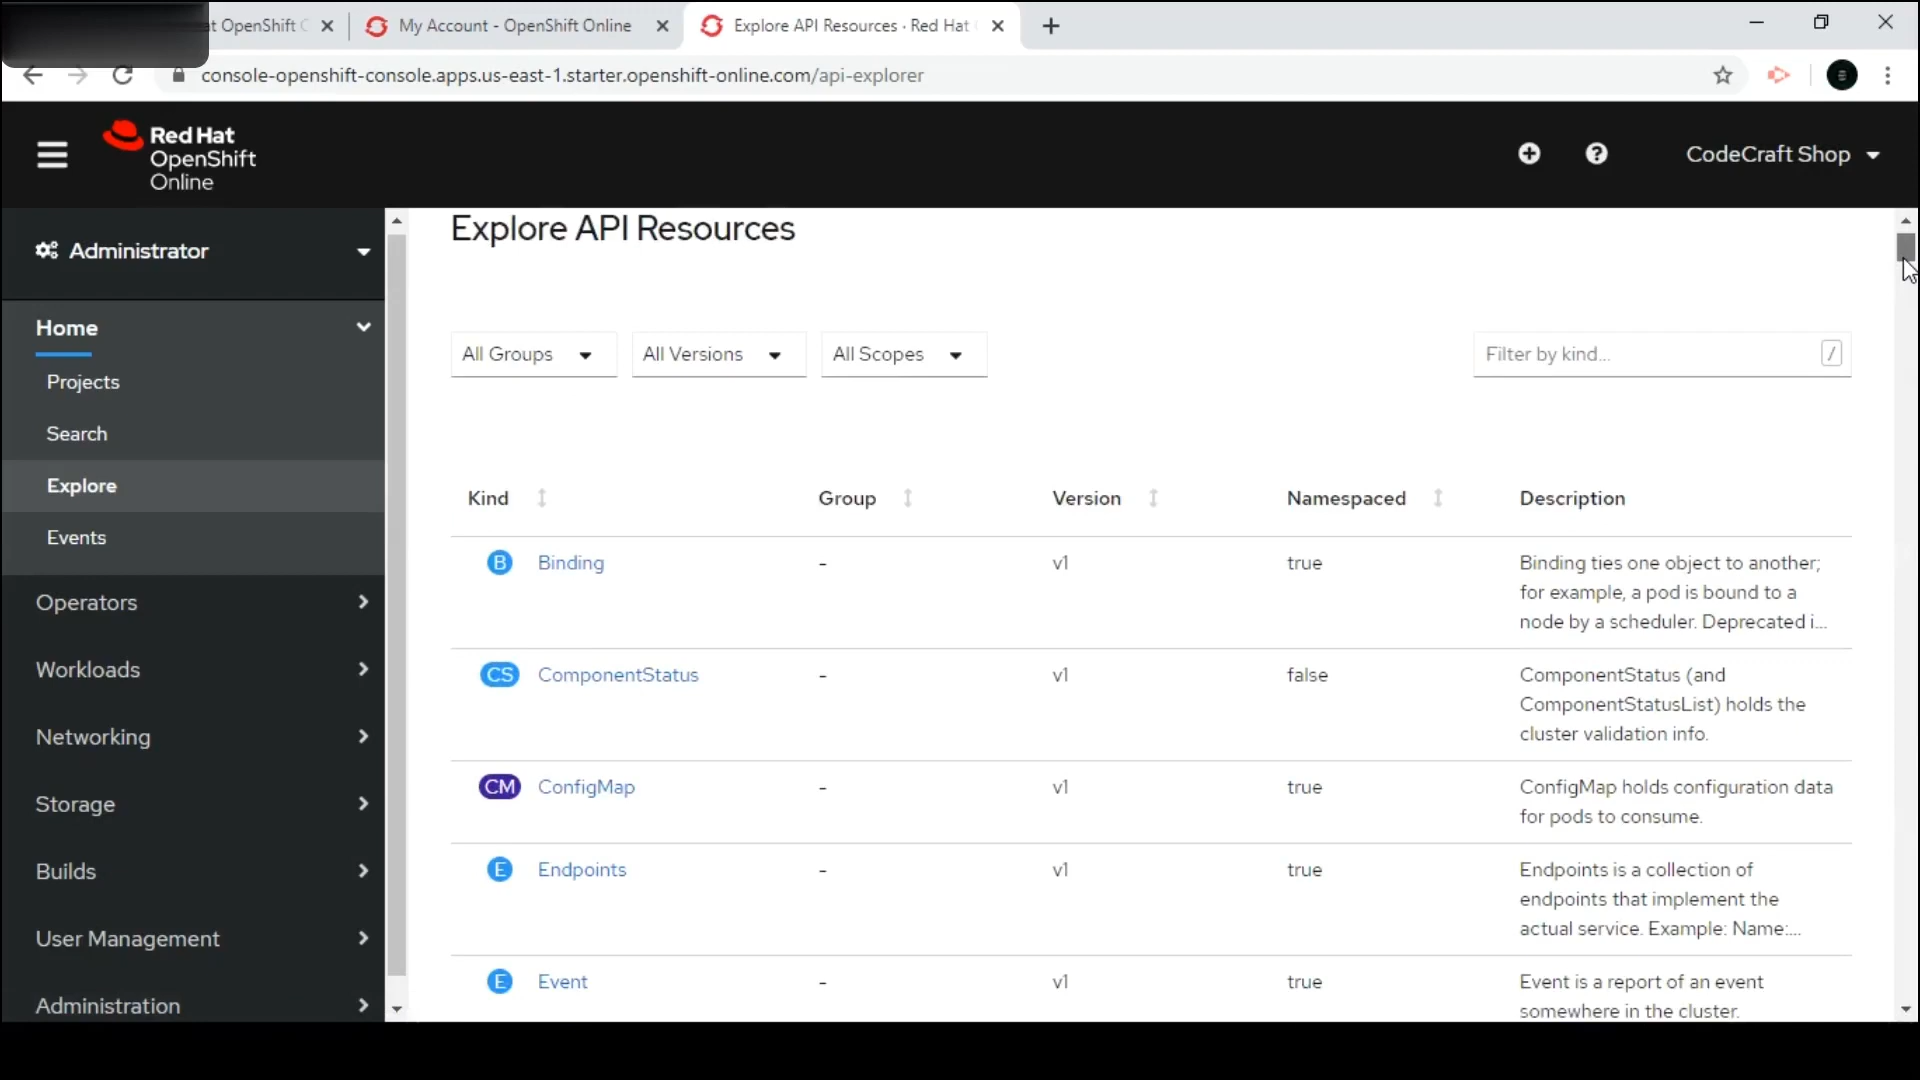 at OpenShift
My Account - OpenShift Online
Explore API Resources · Red Hat
console-openshift-console.apps.us-east-1.starter.openshift-online.com/api-explorer
Red Hat
OpenShift
Online
CodeCraft Shop
Administrator
Home
Projects
Search
Explore
Events
Operators
Workloads
Networking
Storage
Builds
User Management
Administration
Explore API Resources
All Groups
All Versions
All Scopes
Filter by kind...
/
Kind Group Version Namespaced Description
B Binding - v1 true Binding ties one object to another;
for example, a pod is bound to a
node by a scheduler. Deprecated i...
CS ComponentStatus - v1 false ComponentStatus (and
ComponentStatusList) holds the
cluster validation info.
CM ConfigMap - v1 true ConfigMap holds configuration data
for pods to consume.
E Endpoints - v1 true Endpoints is a collection of
endpoints that implement the
actual service. Example: Name:...
E Event - v1 true Event is a report of an event
somewhere in the cluster.